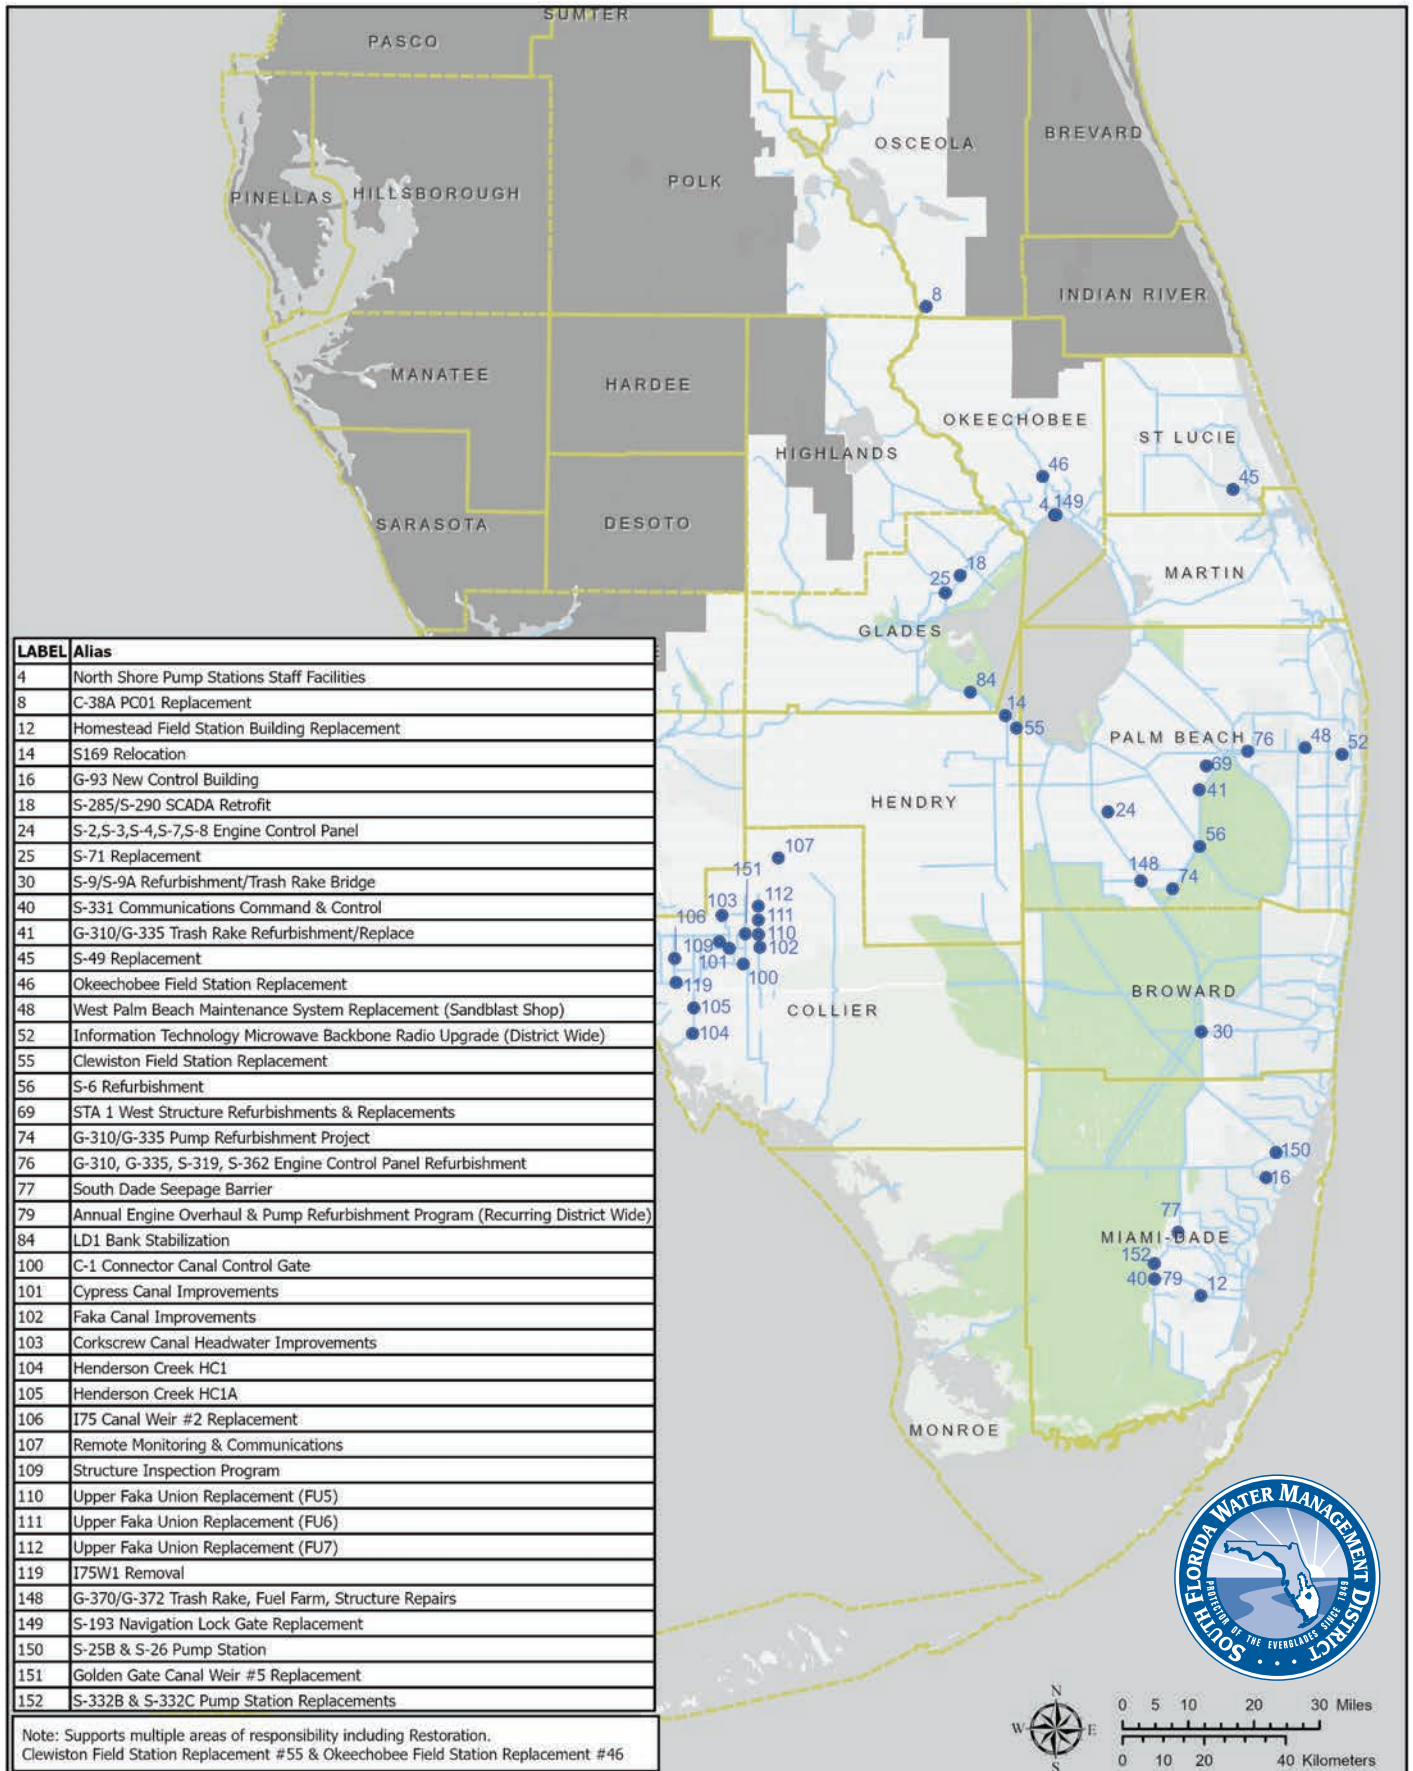 SUMTER
PASCO
OSCEOLA
BREVARD
POLK
PINELLAS
HILLSBOROUGH
8
INDIAN RIVER
MANATEE
HARDEE
OKEECHOBEE
ST LUCIE
HIGHLANDS
46
45
4 149
SARASOTA
DESOTO
18
MARTIN
25
GLADES
84
14
55
PALM BEACH
76
48
52
69
41
HENDRY
24
56
107
151
148
74
112
103
106
111
110
109
102
101
100
119
BROWARD
105
COLLIER
104
30
150
16
77
MIAMI-DADE
152
40 79
12
MONROE
LABEL Alias
4 North Shore Pump Stations Staff Facilities
8 C-38A PC01 Replacement
12 Homestead Field Station Building Replacement
14 S169 Relocation
16 G-93 New Control Building
18 S-285/S-290 SCADA Retrofit
24 S-2,S-3,S-4,S-7,S-8 Engine Control Panel
25 S-71 Replacement
30 S-9/S-9A Refurbishment/Trash Rake Bridge
40 S-331 Communications Command & Control
41 G-310/G-335 Trash Rake Refurbishment/Replace
45 S-49 Replacement
46 Okeechobee Field Station Replacement
48 West Palm Beach Maintenance System Replacement (Sandblast Shop)
52 Information Technology Microwave Backbone Radio Upgrade (District Wide)
55 Clewiston Field Station Replacement
56 S-6 Refurbishment
69 STA 1 West Structure Refurbishments & Replacements
74 G-310/G-335 Pump Refurbishment Project
76 G-310, G-335, S-319, S-362 Engine Control Panel Refurbishment
77 South Dade Seepage Barrier
79 Annual Engine Overhaul & Pump Refurbishment Program (Recurring District Wide)
84 LD1 Bank Stabilization
100 C-1 Connector Canal Control Gate
101 Cypress Canal Improvements
102 Faka Canal Improvements
103 Corkscrew Canal Headwater Improvements
104 Henderson Creek HC1
105 Henderson Creek HC1A
106 I75 Canal Weir #2 Replacement
107 Remote Monitoring & Communications
109 Structure Inspection Program
110 Upper Faka Union Replacement (FU5)
111 Upper Faka Union Replacement (FU6)
112 Upper Faka Union Replacement (FU7)
119 I75W1 Removal
148 G-370/G-372 Trash Rake, Fuel Farm, Structure Repairs
149 S-193 Navigation Lock Gate Replacement
150 S-25B & S-26 Pump Station
151 Golden Gate Canal Weir #5 Replacement
152 S-332B & S-332C Pump Station Replacements
Note: Supports multiple areas of responsibility including Restoration.
Clewiston Field Station Replacement #55 & Okeechobee Field Station Replacement #46
SOUTH FLORIDA WATER MANAGEMENT DISTRICT
PROTECTOR OF THE EVERGLADES SINCE 1949
N
W E
S
0 5 10 20 30 Miles
0 10 20 40 Kilometers